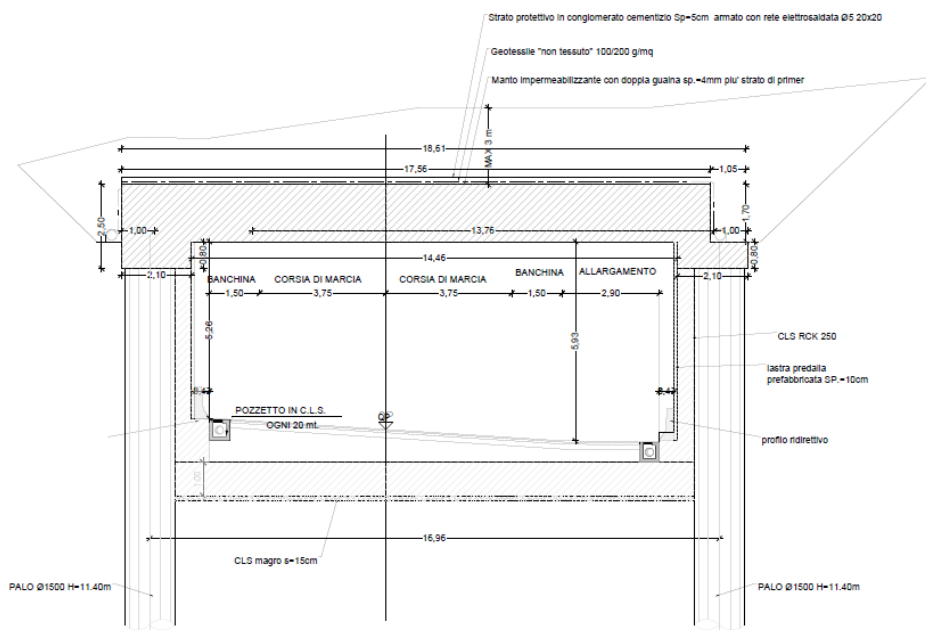 Strato protettivo in conglomerato cementizio Sp=5cm armato con rete elettrosaldata Ø5 20x20
Geotessile "non tessuto" 100/200 g/mq
Manto impermeabilizzante con doppia guaina sp.=4mm piu' strato di primer
MAX 3 m
18,61
17,56
1,05
2,50
1,00
13,76
1,00
1,70
0,80
14,46
0,80
2,10
2,10
BANCHINA
CORSIA DI MARCIA
CORSIA DI MARCIA
BANCHINA
ALLARGAMENTO
1,50
3,75
3,75
1,50
2,90
5,26
5,93
CLS RCK 250
lastra predalla
prefabbricata SP.=10cm
POZZETTO IN C.L.S.
OGNI 20 mt.
profilo ridirettivo
1,00
16,96
CLS magro s=15cm
PALO Ø1500 H=11.40m
PALO Ø1500 H=11.40m